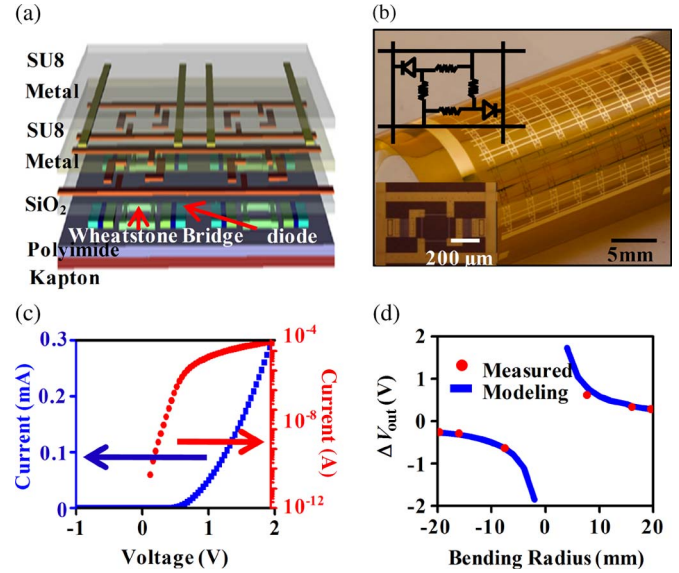 (a)
SU8
Metal
SU8
Metal
SiO₂
Wheatstone Bridge
diode
Polyimide
Kapton
(b)
200 μm
5mm
(c)
0.3
0.2
0.1
0
Current (mA)
10⁻⁴
10⁻⁸
10⁻¹²
Current (A)
-1
0
1
2
Voltage (V)
(d)
2
1
0
-1
-2
ΔVout (V)
Measured
Modeling
-20
-10
0
10
20
Bending Radius (mm)